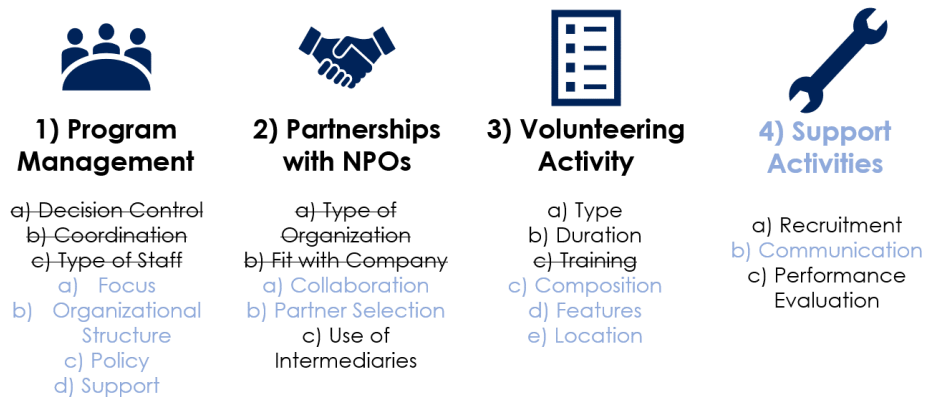 1) Program
Management
a) Decision Control
b) Coordination
c) Type of Staff
a) Focus
b) Organizational
Structure
c) Policy
d) Support
2) Partnerships
with NPOs
a) Type of
Organization
b) Fit with Company
a) Collaboration
b) Partner Selection
c) Use of
Intermediaries
3) Volunteering
Activity
a) Type
b) Duration
c) Training
c) Composition
d) Features
e) Location
4) Support
Activities
a) Recruitment
b) Communication
c) Performance
Evaluation